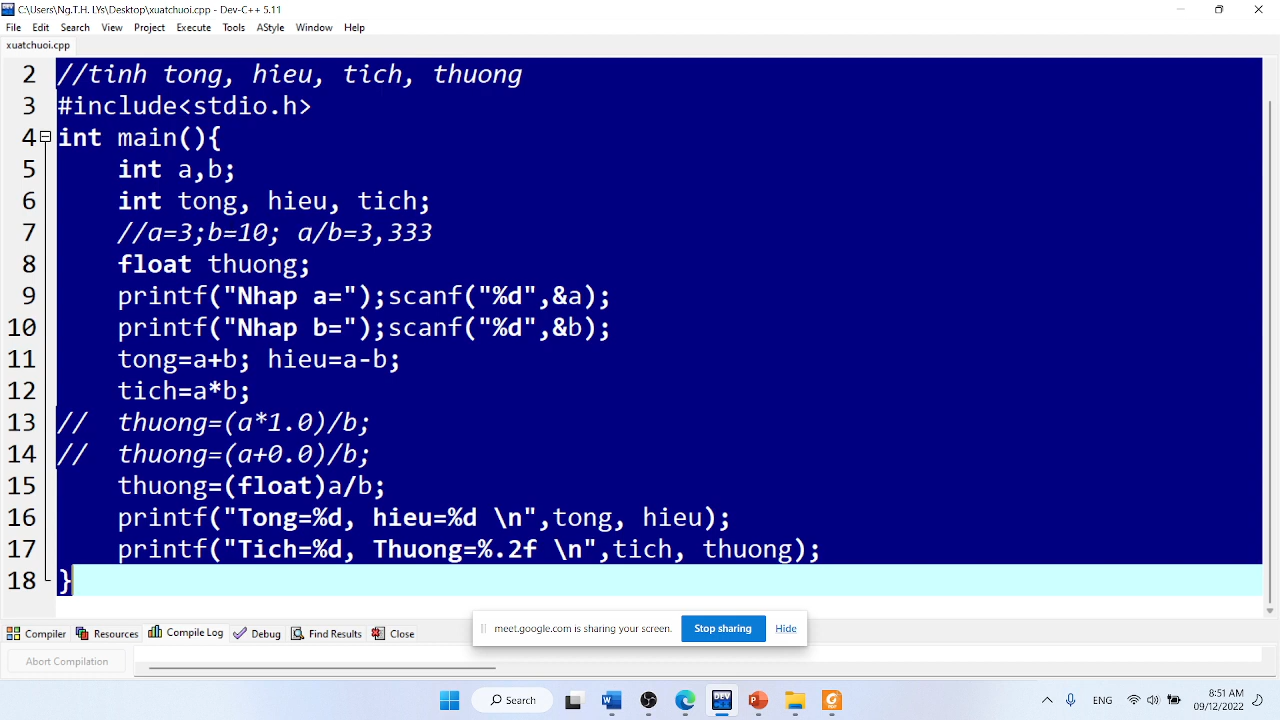 C:\Users\Ng.T.H. LYs\Desktop\xuatchuoi.cpp - Dev-C++ 5.11
File Edit Search View Project Execute Tools AStyle Window Help
xuatchuoi.cpp
2 //tinh tong, hieu, tich, thuong
3 #include<stdio.h>
4 int main(){
5 int a,b;
6 int tong, hieu, tich;
7 //a=3;b=10; a/b=3,333
8 float thuong;
9 printf("Nhap a=");scanf("%d",&a);
10 printf("Nhap b=");scanf("%d",&b);
11 tong=a+b; hieu=a-b;
12 tich=a*b;
13 // thuong=(a*1.0)/b;
14 // thuong=(a+0.0)/b;
15 thuong=(float)a/b;
16 printf("Tong=%d, hieu=%d \n",tong, hieu);
17 printf("Tich=%d, Thuong=%.2f \n",tich, thuong);
18 }
meet.google.com is sharing your screen. Stop sharing Hide
Compiler Resources Compile Log Debug Find Results Close
Abort Compilation
Search DEV ENG 8:51 AM
09/12/2022